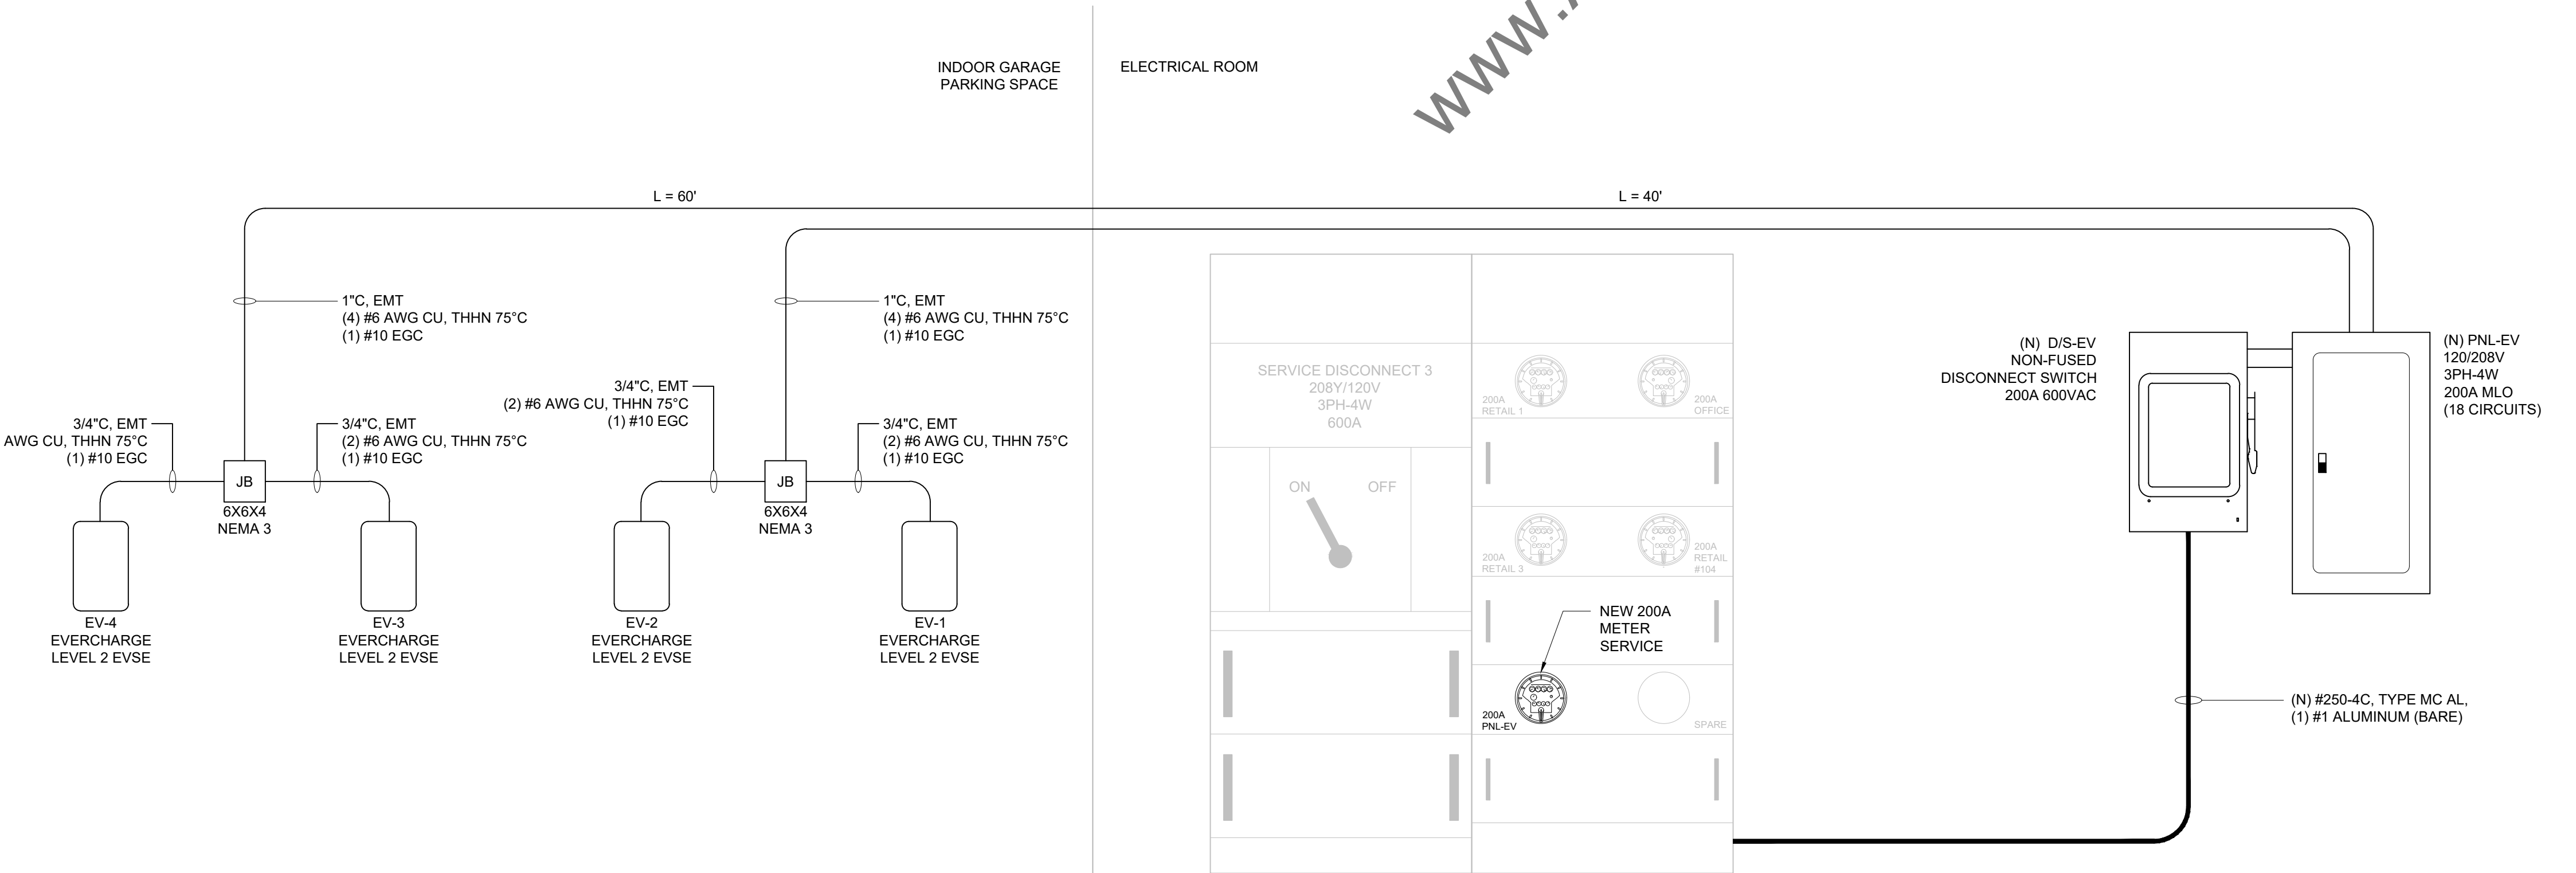 www.
INDOOR GARAGE
PARKING SPACE
ELECTRICAL ROOM
L = 60'
L = 40'
1"C, EMT
(4) #6 AWG CU, THHN 75°C
(1) #10 EGC
1"C, EMT
(4) #6 AWG CU, THHN 75°C
(1) #10 EGC
3/4"C, EMT
AWG CU, THHN 75°C
(1) #10 EGC
3/4"C, EMT
(2) #6 AWG CU, THHN 75°C
(1) #10 EGC
3/4"C, EMT
(2) #6 AWG CU, THHN 75°C
(1) #10 EGC
3/4"C, EMT
(2) #6 AWG CU, THHN 75°C
(1) #10 EGC
JB
6X6X4
NEMA 3
JB
6X6X4
NEMA 3
EV-4
EVERCHARGE
LEVEL 2 EVSE
EV-3
EVERCHARGE
LEVEL 2 EVSE
EV-2
EVERCHARGE
LEVEL 2 EVSE
EV-1
EVERCHARGE
LEVEL 2 EVSE
SERVICE DISCONNECT 3
208Y/120V
3PH-4W
600A
ON
OFF
200A
RETAIL 1
200A
OFFICE
200A
RETAIL 3
200A
RETAIL
#104
NEW 200A
METER
SERVICE
200A
PNL-EV
SPARE
(N) D/S-EV
NON-FUSED
DISCONNECT SWITCH
200A 600VAC
(N) PNL-EV
120/208V
3PH-4W
200A MLO
(18 CIRCUITS)
(N) #250-4C, TYPE MC AL,
(1) #1 ALUMINUM (BARE)